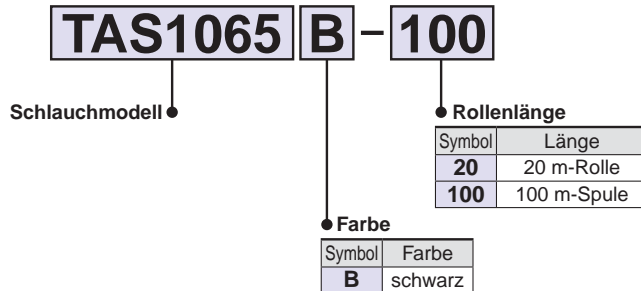 TAS1065 B – 100
Schlauchmodell
Rollenlänge
Symbol Länge
20 20 m-Rolle
100 100 m-Spule
Farbe
Symbol Farbe
B schwarz